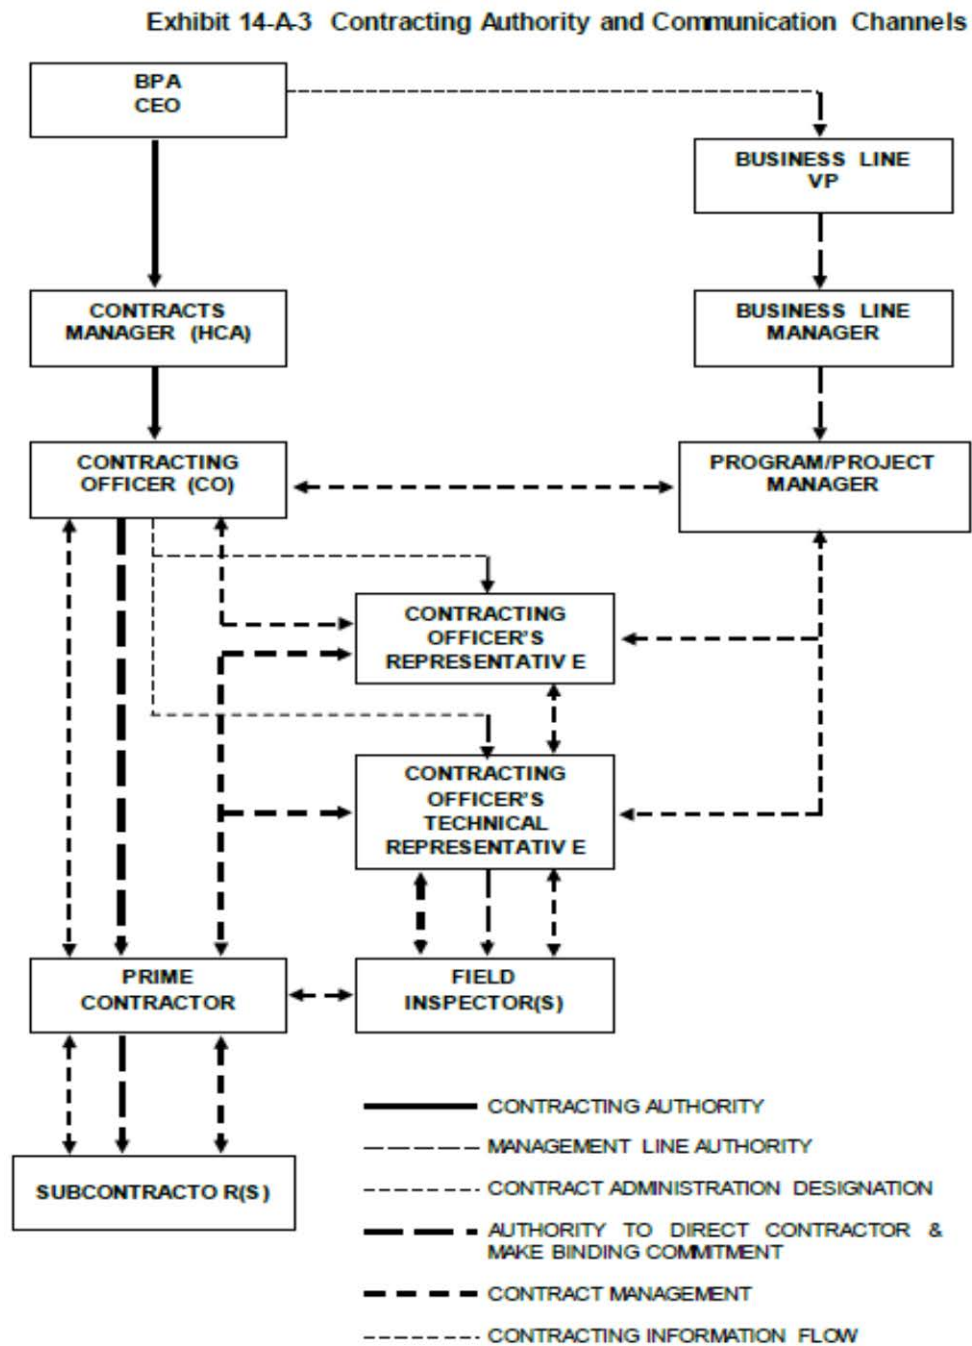 Exhibit 14-A-3 Contracting Authority and Communication Channels
BPA
CEO
BUSINESS LINE
VP
CONTRACTS
MANAGER (HCA)
BUSINESS LINE
MANAGER
CONTRACTING
OFFICER (CO)
PROGRAM/PROJECT
MANAGER
CONTRACTING
OFFICER'S
REPRESENTATIV E
CONTRACTING
OFFICER'S
TECHNICAL
REPRESENTATIV E
PRIME
CONTRACTOR
FIELD
INSPECTOR(S)
SUBCONTRACTO R(S)
CONTRACTING AUTHORITY
MANAGEMENT LINE AUTHORITY
CONTRACT ADMINISTRATION DESIGNATION
AUTHORITY TO DIRECT CONTRACTOR &
MAKE BINDING COMMITMENT
CONTRACT MANAGEMENT
CONTRACTING INFORMATION FLOW